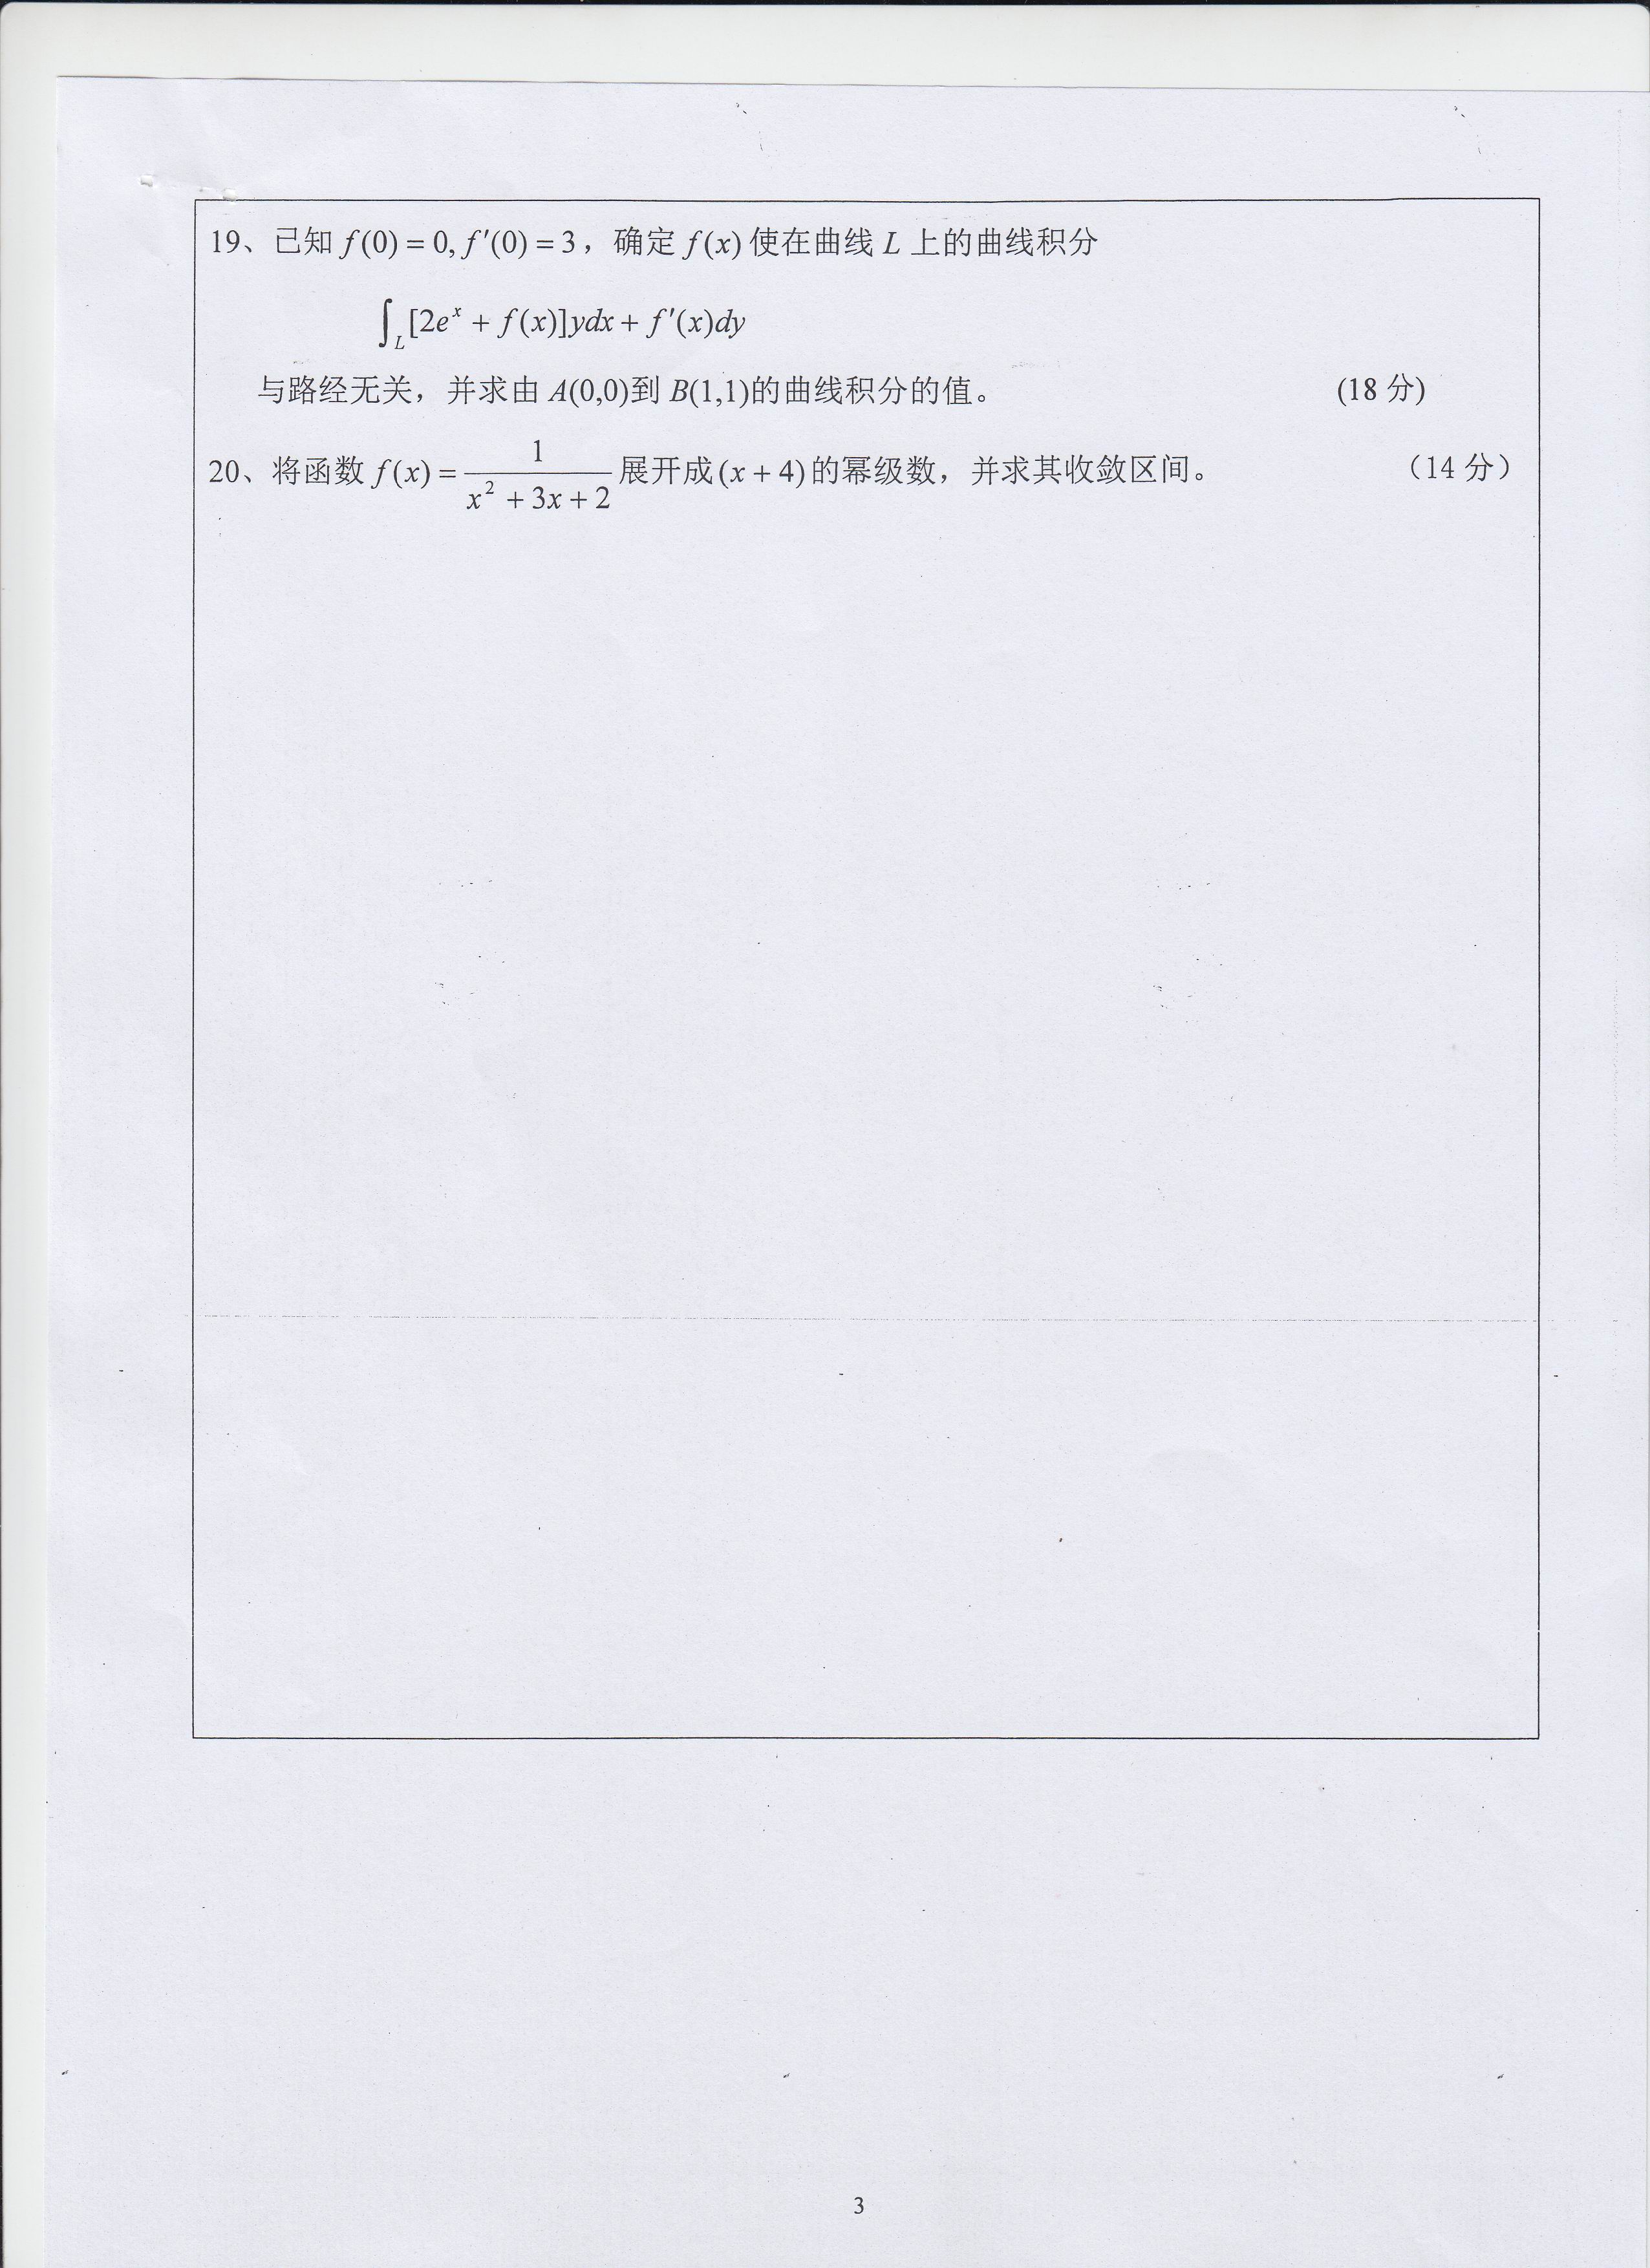 19、已知 f(0) = 0, f′(0) = 3，确定 f(x) 使在曲线 L 上的曲线积分
∫_L [2e^x + f(x)]ydx + f′(x)dy
与路经无关，并求由 A(0,0)到 B(1,1)的曲线积分的值。 (18 分)
20、将函数 f(x) = 1/(x² + 3x + 2) 展开成(x + 4)的幂级数，并求其收敛区间。 （14 分）
3